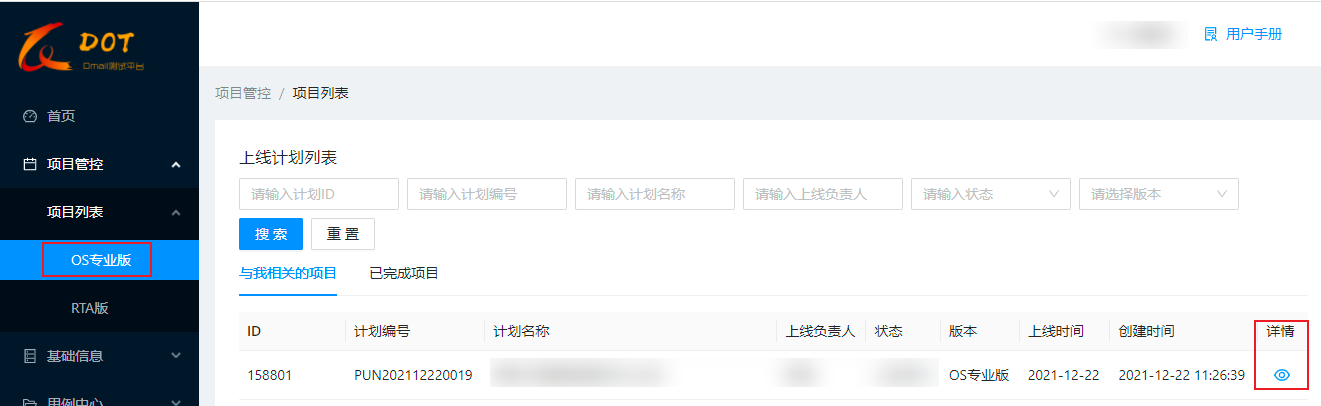 DOT
Dmall测试平台
用户手册
首页
项目管控
项目列表
OS专业版
RTA版
基础信息
用例中心
项目管控 / 项目列表
上线计划列表
请输入计划ID 请输入计划编号 请输入计划名称 请输入上线负责人 请输入状态 请选择版本
搜 索 重 置
与我相关的项目 已完成项目
ID 计划编号 计划名称 上线负责人 状态 版本 上线时间 创建时间 详情
158801 PUN202112220019 OS专业版 2021-12-22 2021-12-22 11:26:39